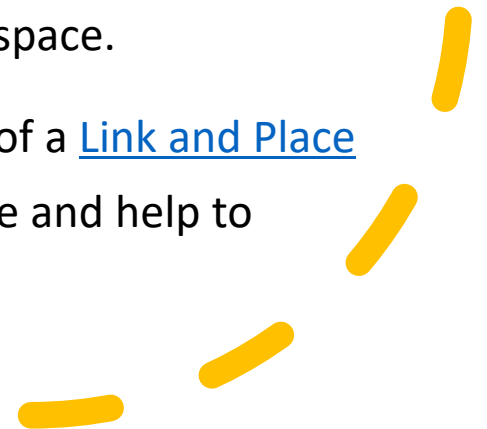 space.
of a Link and Place
e and help to